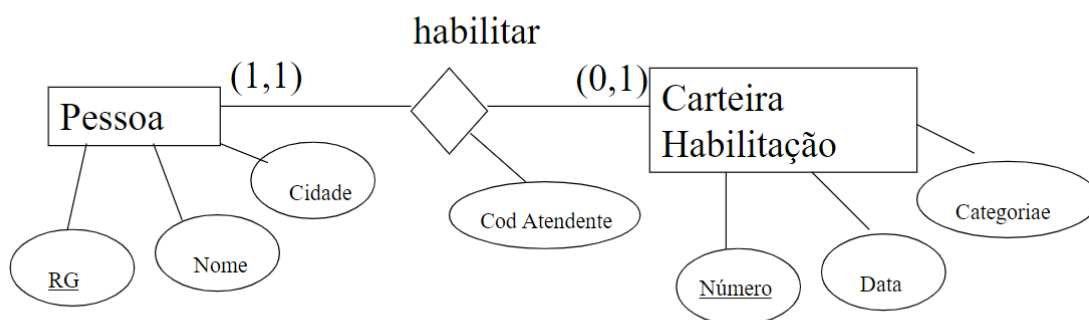 habilitar
(1,1)
(0,1)
Pessoa
Carteira
Habilitação
Cidade
Cod Atendente
Categoriae
RG
Nome
Número
Data